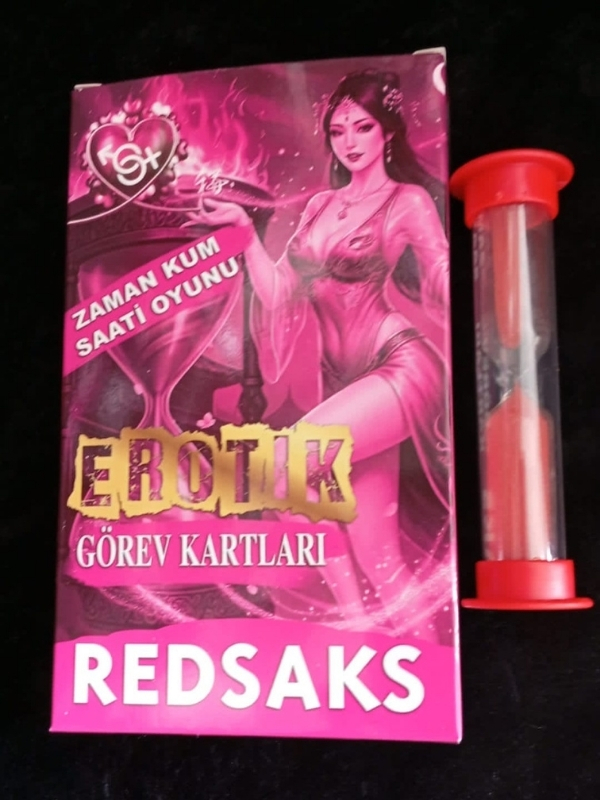 ZAMAN KUM
SAATİ OYUNU
EROTİK
GÖREV KARTLARI
REDSAKS